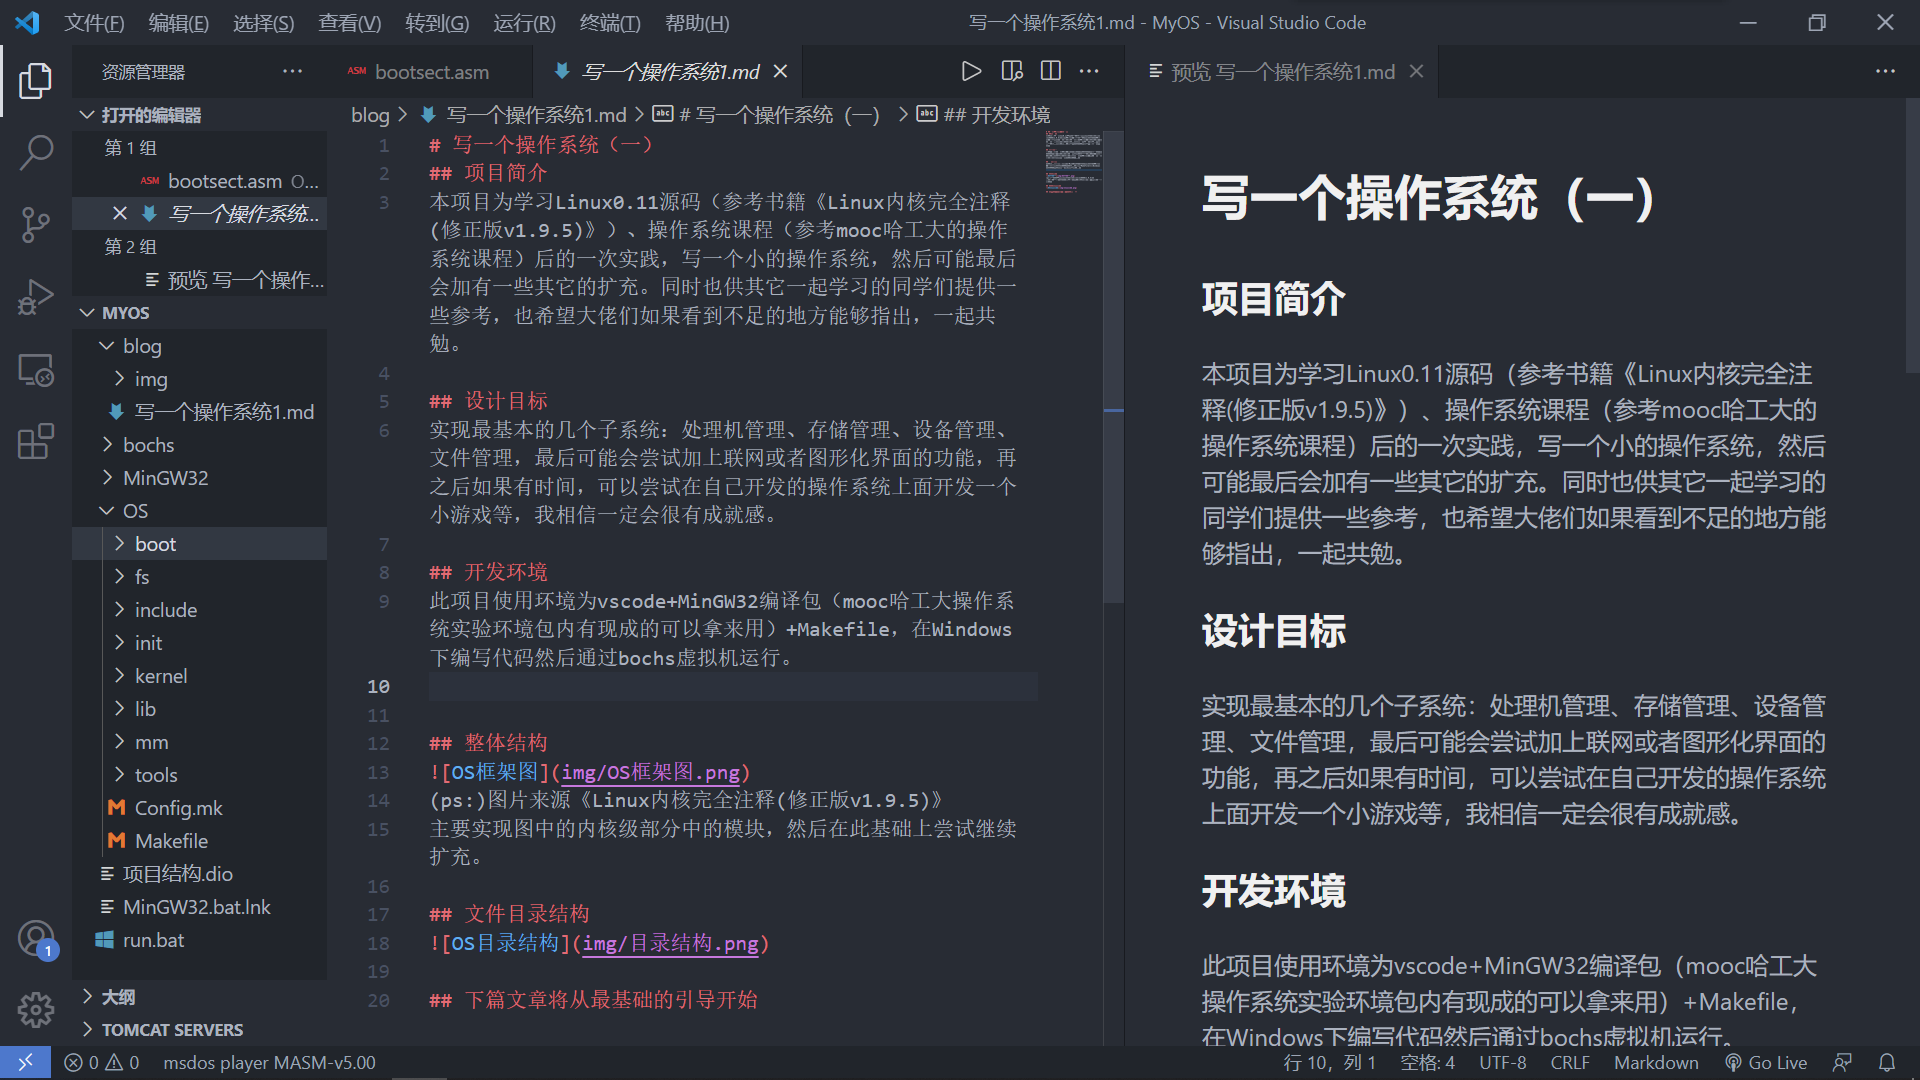 文件(F) 编辑(E) 选择(S) 查看(V) 转到(G) 运行(R) 终端(T) 帮助(H) 写一个操作系统1.md - MyOS - Visual Studio Code
资源管理器 ASM bootsect.asm 写一个操作系统1.md 预览 写一个操作系统1.md
打开的编辑器
第 1 组
ASM bootsect.asm O...
写一个操作系统...
第 2 组
预览 写一个操作...
MYOS
blog
img
写一个操作系统1.md
bochs
MinGW32
OS
boot
fs
include
init
kernel
lib
mm
tools
Config.mk
Makefile
项目结构.dio
MinGW32.bat.lnk
run.bat
大纲
TOMCAT SERVERS
1
blog > 写一个操作系统1.md > abc # 写一个操作系统（一） > abc ## 开发环境
1 # 写一个操作系统（一）
2 ## 项目简介
3 本项目为学习Linux0.11源码（参考书籍《Linux内核完全注释
(修正版v1.9.5)》）、操作系统课程（参考mooc哈工大的操作
系统课程）后的一次实践，写一个小的操作系统，然后可能最后
会加有一些其它的扩充。同时也供其它一起学习的同学们提供一
些参考，也希望大佬们如果看到不足的地方能够指出，一起共
勉。
4
5 ## 设计目标
6 实现最基本的几个子系统：处理机管理、存储管理、设备管理、
文件管理，最后可能会尝试加上联网或者图形化界面的功能，再
之后如果有时间，可以尝试在自己开发的操作系统上面开发一个
小游戏等，我相信一定会很有成就感。
7
8 ## 开发环境
9 此项目使用环境为vscode+MinGW32编译包（mooc哈工大操作系
统实验环境包内有现成的可以拿来用）+Makefile，在Windows
下编写代码然后通过bochs虚拟机运行。
10
11
12 ## 整体结构
13 ![OS框架图](img/OS框架图.png)
14 (ps:)图片来源《Linux内核完全注释(修正版v1.9.5)》
15 主要实现图中的内核级部分中的模块，然后在此基础上尝试继续
扩充。
16
17 ## 文件目录结构
18 ![OS目录结构](img/目录结构.png)
19
20 ## 下篇文章将从最基础的引导开始
写一个操作系统（一）
项目简介
本项目为学习Linux0.11源码（参考书籍《Linux内核完全注
释(修正版v1.9.5)》）、操作系统课程（参考mooc哈工大的
操作系统课程）后的一次实践，写一个小的操作系统，然后
可能最后会加有一些其它的扩充。同时也供其它一起学习的
同学们提供一些参考，也希望大佬们如果看到不足的地方能
够指出，一起共勉。
设计目标
实现最基本的几个子系统：处理机管理、存储管理、设备管
理、文件管理，最后可能会尝试加上联网或者图形化界面的
功能，再之后如果有时间，可以尝试在自己开发的操作系统
上面开发一个小游戏等，我相信一定会很有成就感。
开发环境
此项目使用环境为vscode+MinGW32编译包（mooc哈工大
操作系统实验环境包内有现成的可以拿来用）+Makefile，
在Windows下编写代码然后通过bochs虚拟机运行。
0 0 msdos player MASM-v5.00 行 10，列 1 空格: 4 UTF-8 CRLF Markdown Go Live